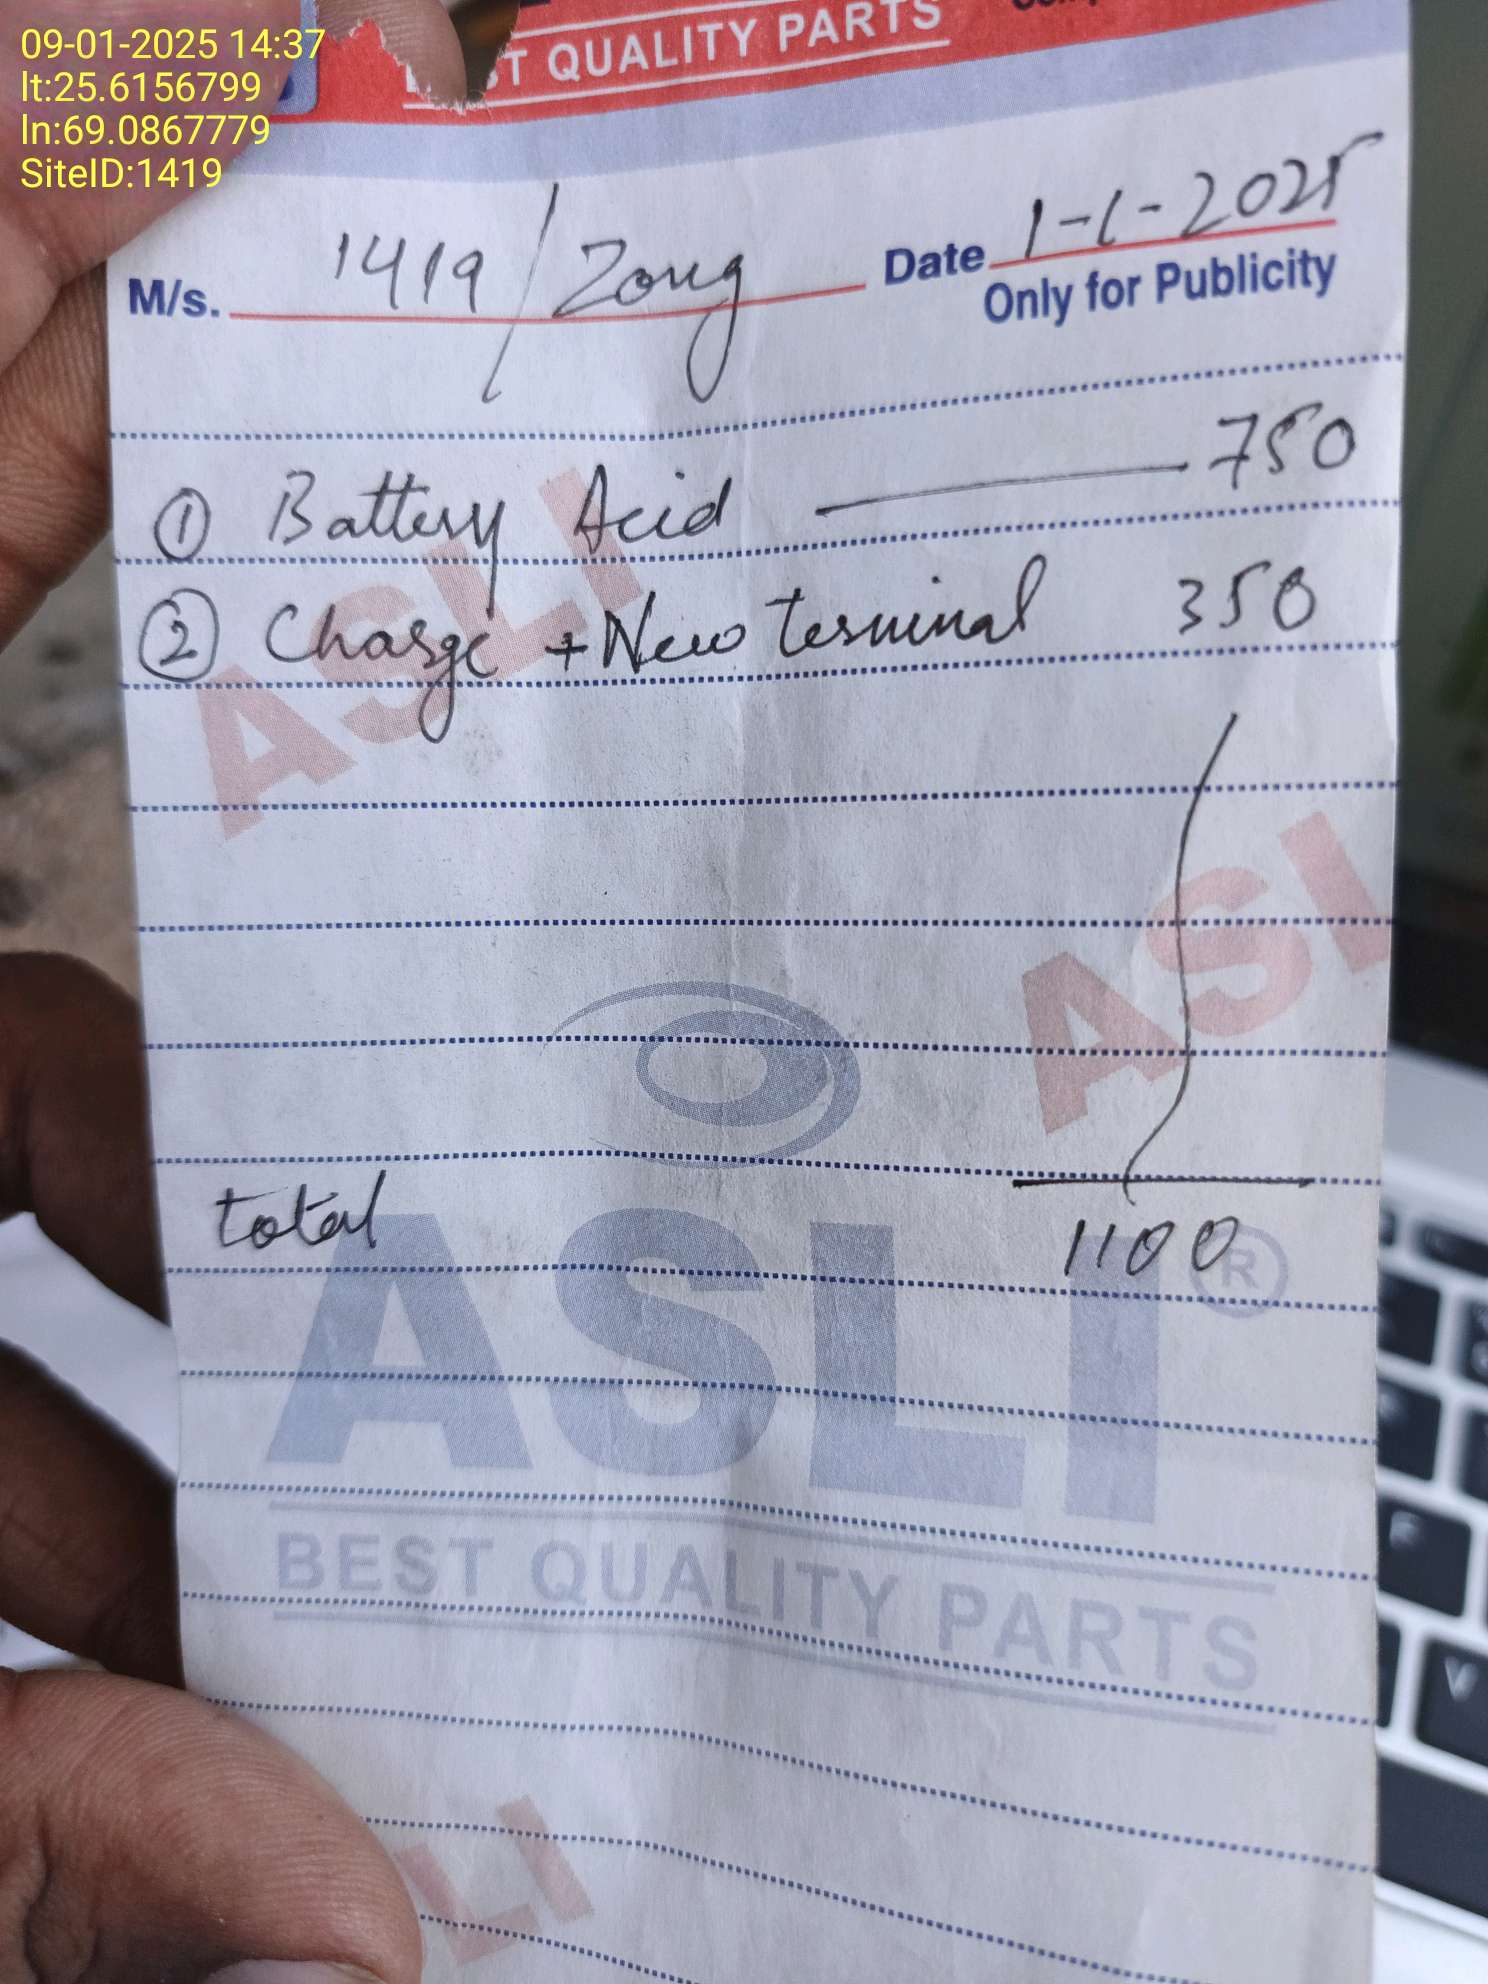 09-01-2025 14:37
lt:25.6156799
ln:69.0867779
SiteID:1419
QUALITY PARTS
M/s. 1419/Zong Date 1-1-2025
Only for Publicity
① Battery Acid — 750
② Charge + New terminal 350
ASLI
ASLI
total 1100
ASLI ®
BEST QUALITY PARTS